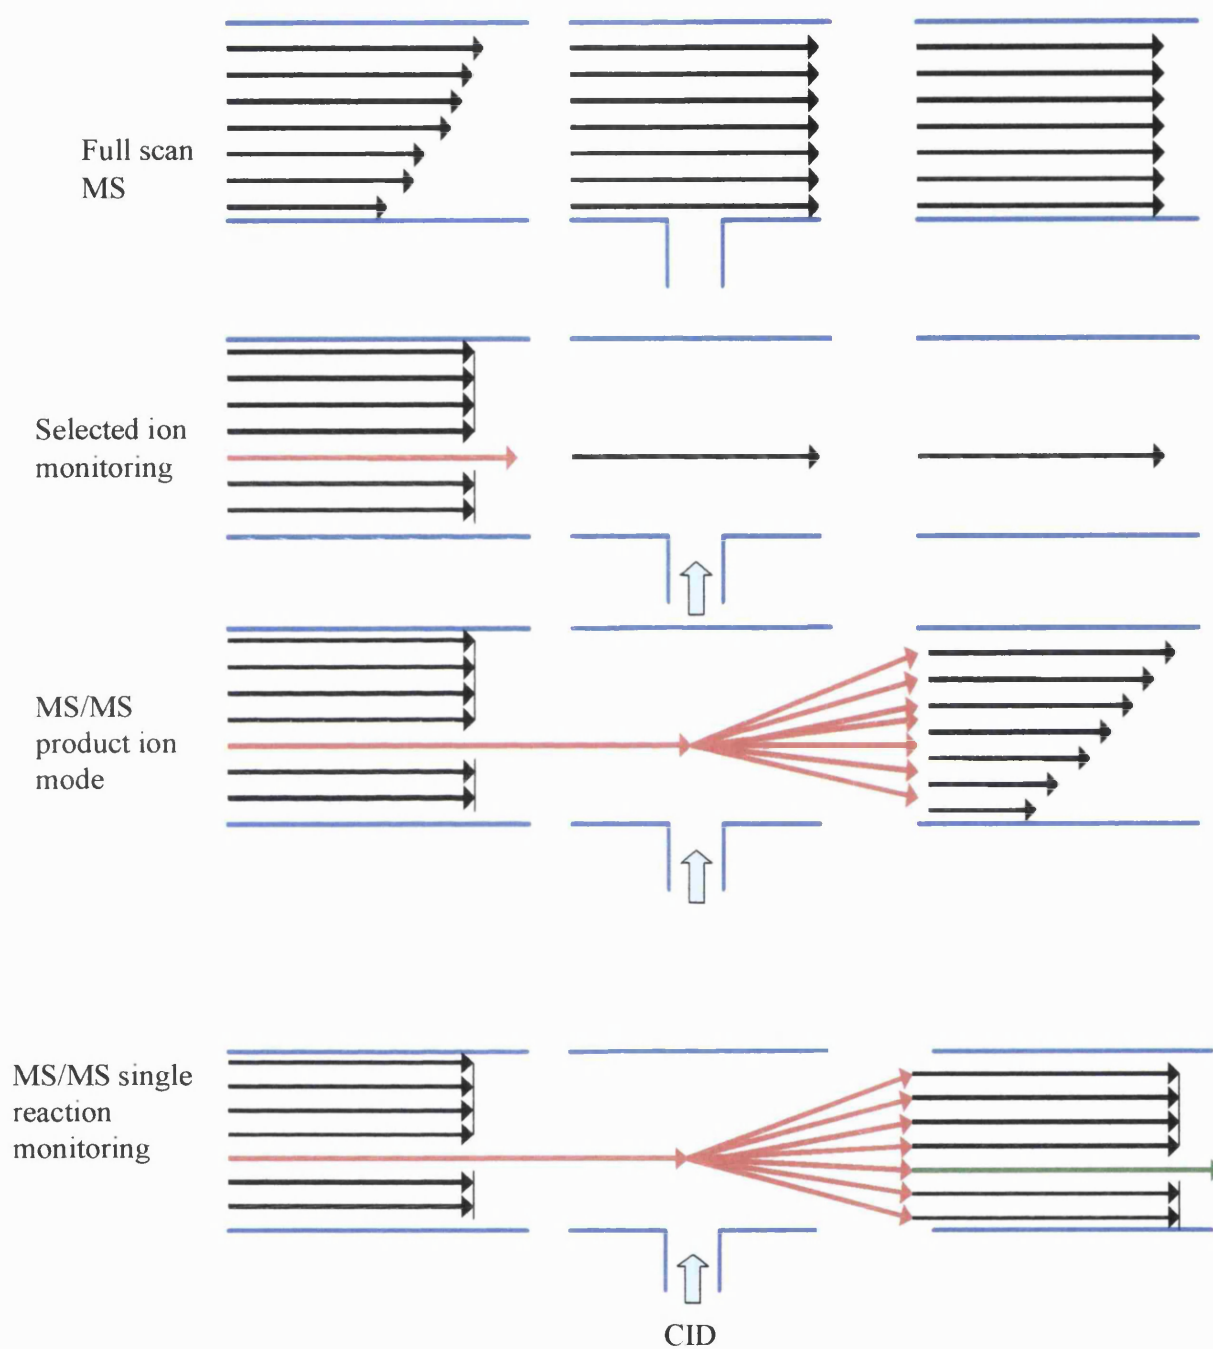 Full scan
MS
Selected ion
monitoring
MS/MS
product ion
mode
MS/MS single
reaction
monitoring
CID